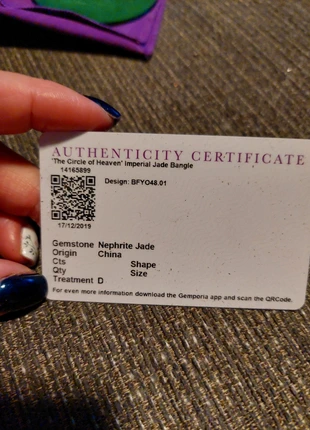 AUTHENTICITY CERTIFICATE
'The Circle of Heaven' Imperial Jade Bangle
14165899
Design: BFYO48.01
17/12/2019
Gemstone Nephrite Jade
Origin China
Cts Shape
Qty Size
Treatment D
For even more information download the Gemporia app and scan the QRCode.